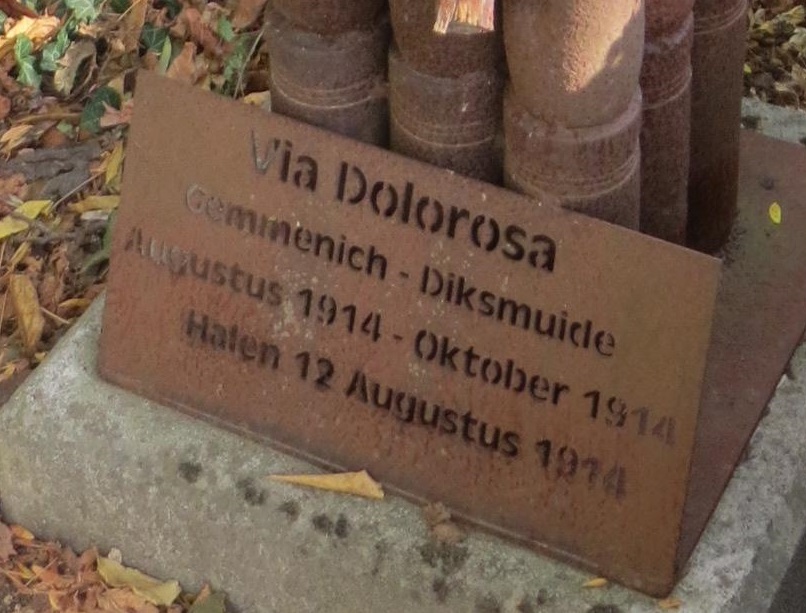 Via Dolorosa
Gemmenich - Diksmuide
Augustus 1914 - Oktober 1914
Halen 12 Augustus 1914